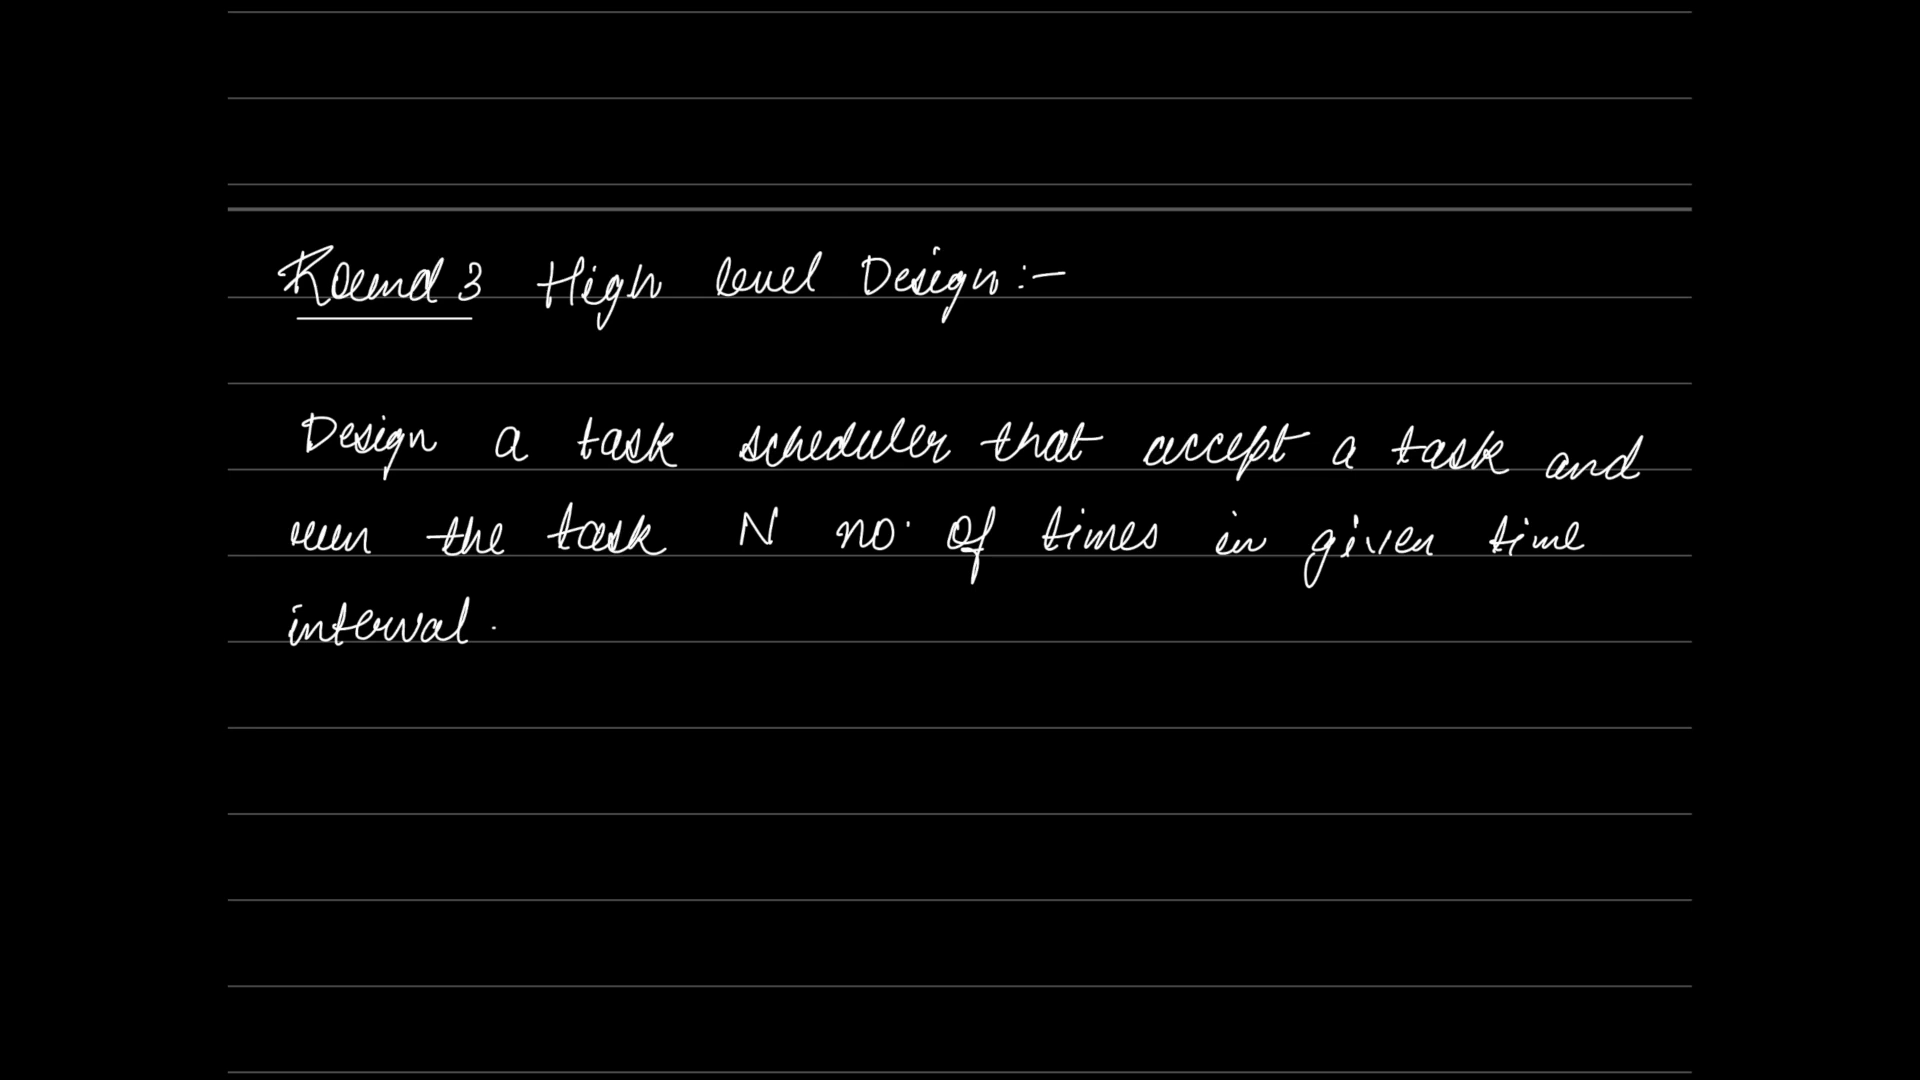 Round 3 High level Design:-
Design a task scheduler that accept a task and
run the task N no. of times in given time
interval.